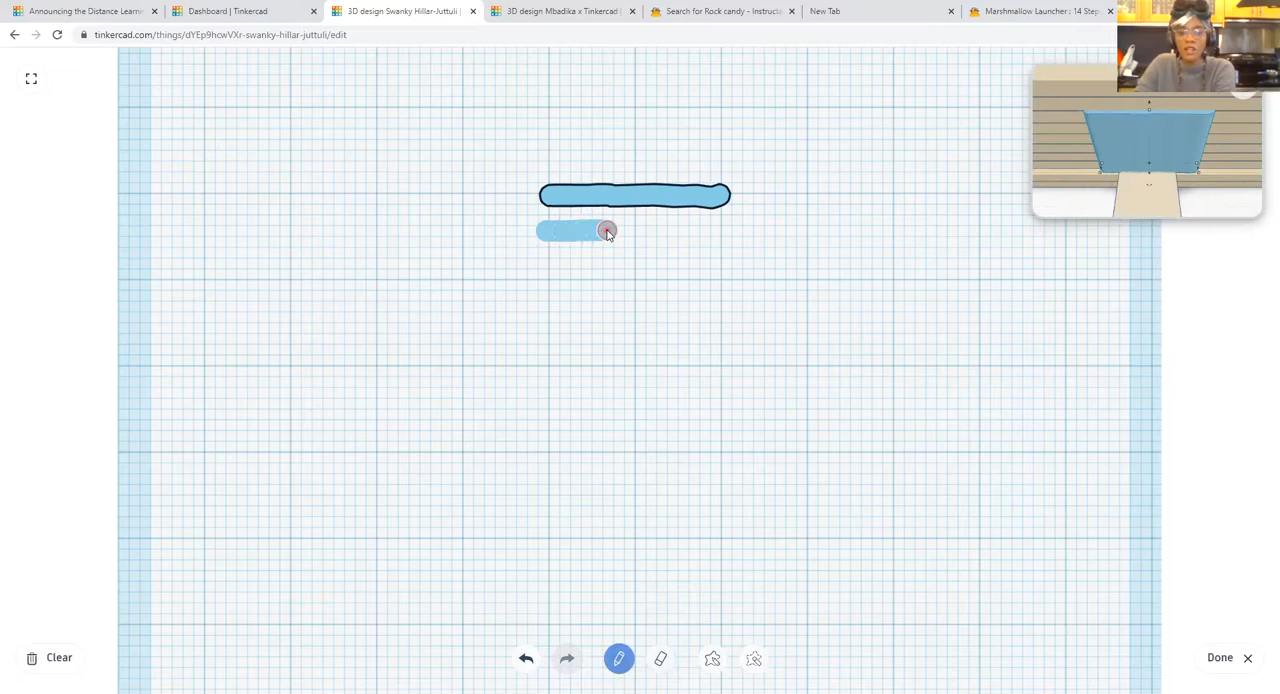 Announcing the Distance Learni
Dashboard | Tinkercad
3D design Swanky Hillar-Juttuli |
3D design Mbadika x Tinkercad |
Search for Rock candy - Instructa
New Tab
Marshmallow Launcher : 14 Step
tinkercad.com/things/dYEp9hcwVXr-swanky-hillar-juttuli/edit
Clear
Done